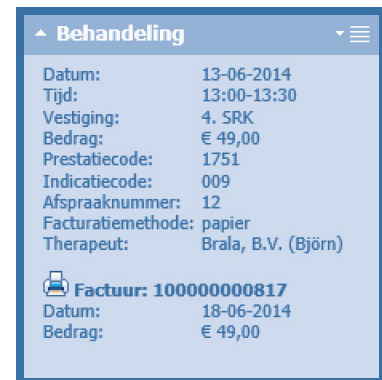 Behandeling
Datum: 13-06-2014
Tijd: 13:00-13:30
Vestiging: 4. SRK
Bedrag: € 49,00
Prestatiecode: 1751
Indicatiecode: 009
Afspraaknummer: 12
Facturatiemethode: papier
Therapeut: Brala, B.V. (Björn)
Factuur: 100000000817
Datum: 18-06-2014
Bedrag: € 49,00